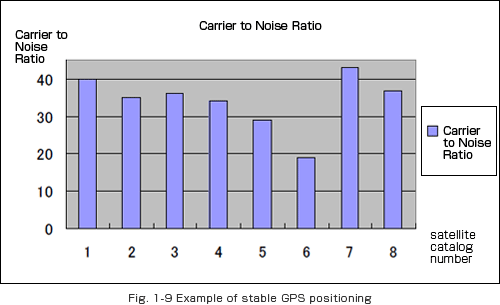 Carrier to Noise Ratio
Carrier to
Noise
Ratio
40
30
20
10
0
1 2 3 4 5 6 7 8
Carrier
to Noise
Ratio
satellite
catalog
number
Fig. 1-9 Example of stable GPS positioning